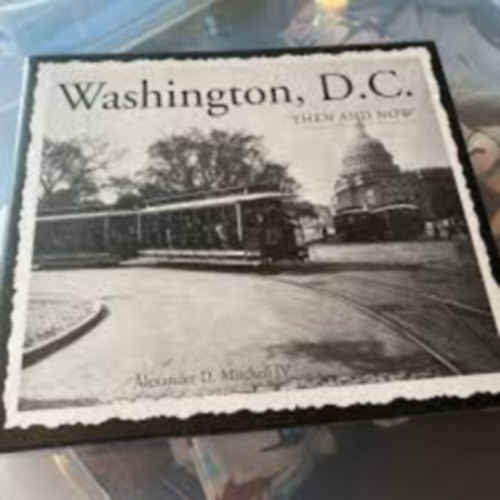 Washington, D.C.
THEN AND NOW
Alexander D. Mitchell IV